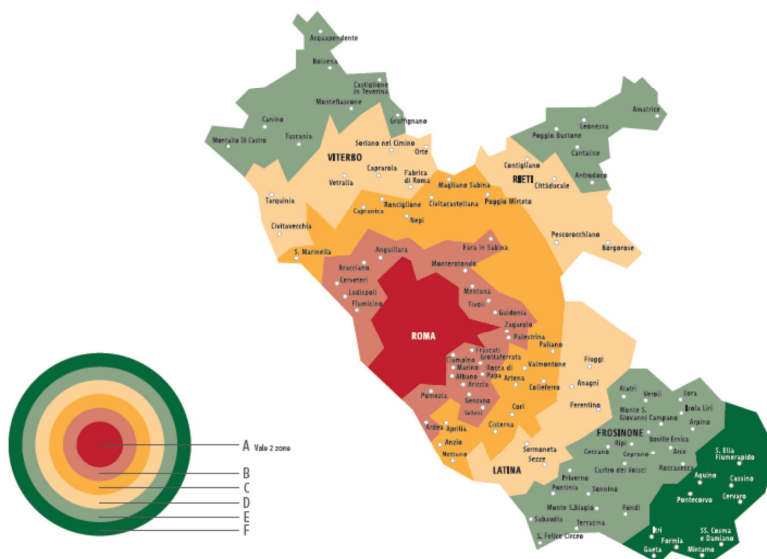 Acquapendente
Bolsena
Castiglione
in Teverina
Montefiascone
Graffignano
Canino
Montalto Di Castro
Tuscania
Amatrice
Leonessa
Poggio Bustone
Cantalice
Antrodoco
Soriano nel Cimino
Orte
VITERBO
Contigliano
RIETI
Cittàducale
Vetralla
Caprarola
Fabrica
di Roma
Magliano Sabina
Poggio Mirteto
Tarquinia
Capranica
Ronciglione
Civitacastellana
Nepi
Civitavecchia
Pescorocchiano
Borgorose
S. Marinella
Anguillara
Fara in Sabina
Bracciano
Monterotondo
Cerveteri
Ladispoli
Fiumicino
Mentana
Tivoli
Guidonia
Zagarolo
Palestrina
ROMA
Frascati
Ciampino
Grottaferrata
Marino
Rocca di
Papa
Albano
Ariccia
Genzano
Velletri
Pomezia
Ardea
Paliano
Valmontone
Artena
Colleferro
Fiuggi
Anagni
Ferentino
Cori
Aprilia
Cisterna
Anzio
Nettuno
LATINA
Sermoneta
Sezze
Alatri
Veroli
Sora
Monte S.
Giovanni Campano
Isola Liri
Arpino
FROSINONE
Ripi
Boville Ernica
Ceccano
Ceprano
Arce
Castro dei Volsci
Roccasecca
Priverno
Pontinia
Sonnino
Monte S.Biagio
Fondi
Sabaudia
Terracina
S. Felice Circeo
S. Elia
Fiumerapido
Aquino
Cassino
Pontecorvo
Cervaro
Itri
Formia
SS. Cosma
e Damiano
Gaeta
Minturno
A Vale 2 zone
B
C
D
E
F